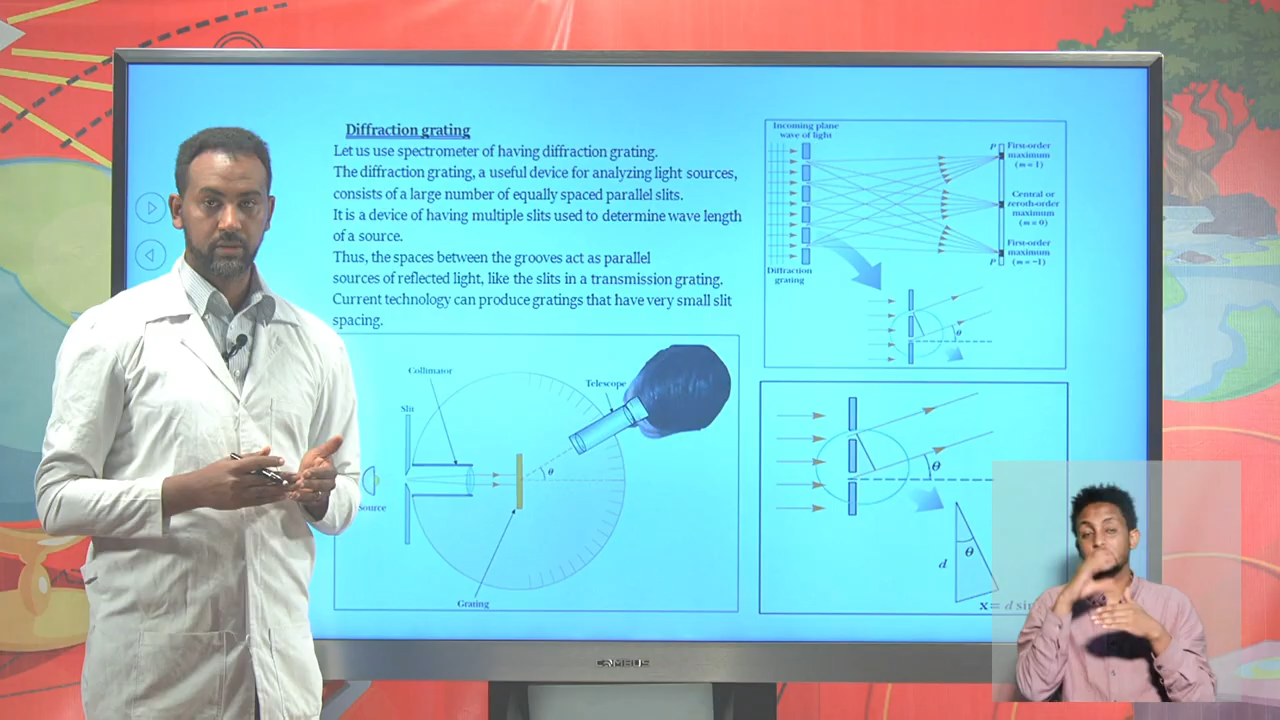 Diffraction grating
Let us use spectrometer of having diffraction grating.
The diffraction grating, a useful device for analyzing light sources,
consists of a large number of equally spaced parallel slits.
It is a device of having multiple slits used to determine wave length
of a source.
Thus, the spaces between the grooves act as parallel
sources of reflected light, like the slits in a transmission grating.
Current technology can produce gratings that have very small slit
spacing.
Collimator
Telescope
Slit
θ
Source
Grating
Incoming plane
wave of light
P
First-order
maximum
(m = 1)
Central or
zeroth-order
maximum
(m = 0)
First-order
maximum
(m = −1)
P
Diffraction
grating
θ
θ
θ
d
x = d
CAMBUS